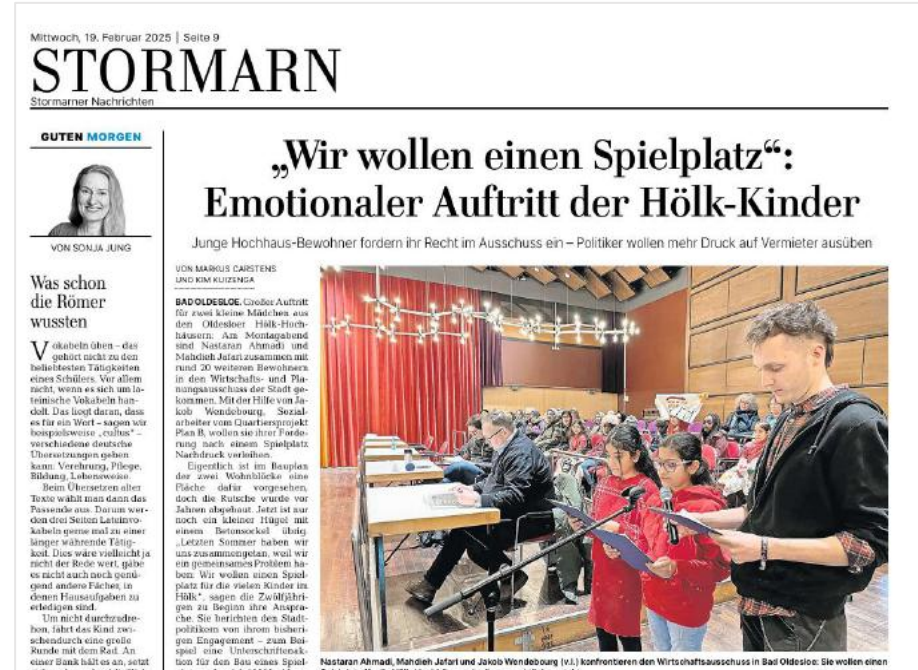 Mittwoch, 19. Februar 2025 | Seite 9
STORMARN
Stormarner Nachrichten
GUTEN MORGEN
VON SONJA JUNG
Was schon
die Römer
wussten
Vokabeln üben – das
gehört nicht zu den
beliebtesten Tätigkeiten
eines Schülers. Vor allem
nicht, wenn es sich um la-
teinische Vokabeln han-
delt. Das liegt daran, dass
es für ein Wort – sagen wir
beispielsweise „cultus“ –
verschiedene deutsche
Übersetzungen geben
kann: Verehrung, Pflege,
Bildung, Lebensweise.
Beim Übersetzen alter
Texte wählt man dann das
Passende aus. Darum wer-
den drei Seiten Lateinvo-
kabeln gerne mal zu einer
länger währende Tätig-
keit. Dies wäre vielleicht ja
nicht der Rede wert, gäbe
es nicht auch noch genü-
gend andere Fächer, in
denen Hausaufgaben zu
erledigen sind.
Um nicht durchzudre-
hen, fährt das Kind zwi-
schendurch eine große
Runde mit dem Rad. An
einer Bank hält es an, setzt
„Wir wollen einen Spielplatz“:
Emotionaler Auftritt der Hölk-Kinder
Junge Hochhaus-Bewohner fordern ihr Recht im Ausschuss ein – Politiker wollen mehr Druck auf Vermieter ausüben
VON MARKUS CARSTENS
UND KIM KUIZENGA
BAD OLDESLOE. Großer Auftritt
für zwei kleine Mädchen aus
den Oldesloer Hölk-Hoch-
häusern: Am Montagabend
sind Nastaran Ahmadi und
Mahdieh Jafari zusammen mit
rund 20 weiteren Bewohnern
in den Wirtschafts- und Pla-
nungsausschuss der Stadt ge-
kommen. Mit der Hilfe von Ja-
kob Wendebourg, Sozial-
arbeiter vom Quartiersprojekt
Plan B, wollen sie ihrer Forde-
rung nach einem Spielplatz
Nachdruck verleihen.
Eigentlich ist im Bauplan
der zwei Wohnblöcke eine
Fläche dafür vorgesehen,
doch die Rutsche wurde vor
Jahren abgebaut. Jetzt ist nur
noch ein kleiner Hügel mit
einem Betonsockel übrig.
„Letzten Sommer haben wir
uns zusammengetan, weil wir
ein gemeinsames Problem ha-
ben: Wir wollen einen Spiel-
platz für die vielen Kinder im
Hölk“, sagen die Zwölfjähri-
gen zu Beginn ihre Anspra-
che. Sie berichten den Stadt-
politikern von ihrem bisheri-
gen Engagement – zum Bei-
spiel eine Unterschriftenak-
tion für den Bau eines Spiel-
Nastaran Ahmadi, Mahdieh Jafari und Jakob Wendebourg (v.l.) konfrontieren den Wirtschaftsausschuss in Bad Oldesloe: Sie wollen einen